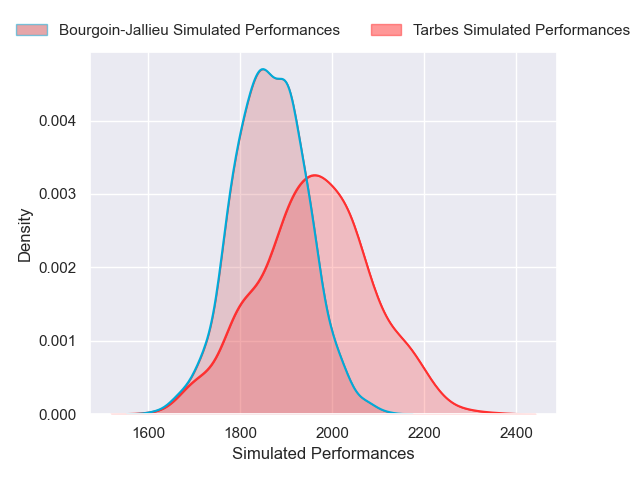 Bourgoin-Jallieu Simulated Performances
Tarbes Simulated Performances
0.004
0.003
0.002
0.001
0.000
Density
1600
1800
2000
2200
2400
Simulated Performances